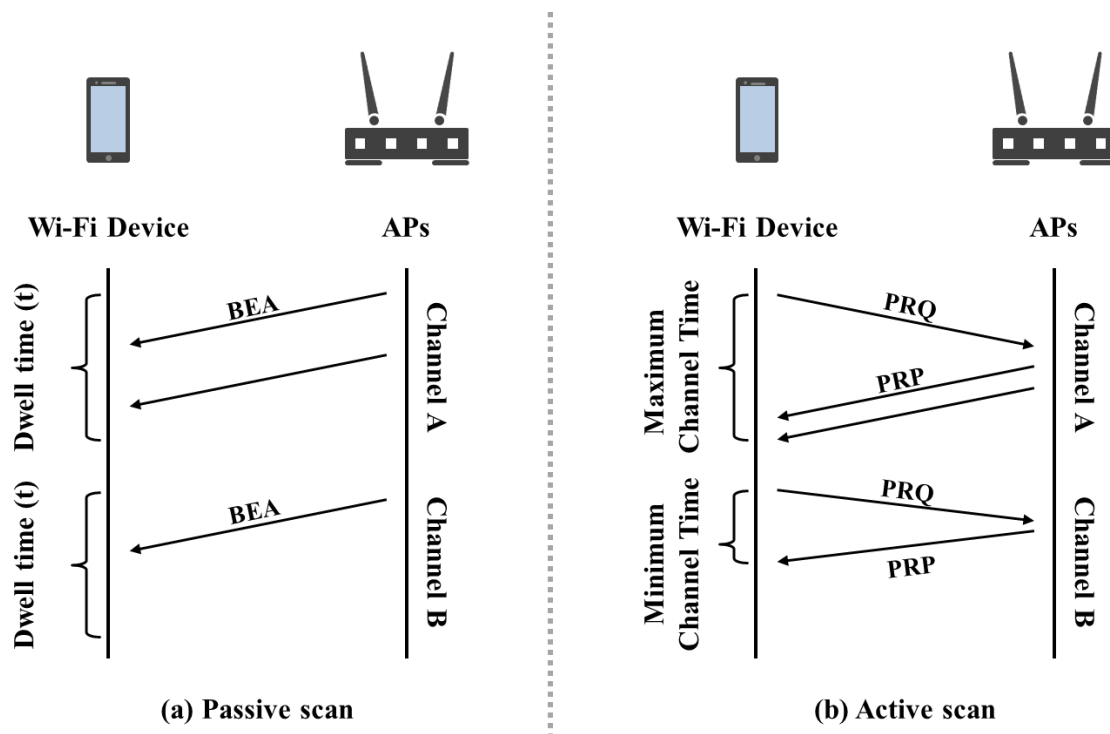 Wi-Fi Device
APs
Dwell time (t)
BEA
Channel A
Dwell time (t)
BEA
Channel B
(a) Passive scan
Wi-Fi Device
APs
Maximum
Channel Time
PRQ
PRP
Channel A
Minimum
Channel Time
PRQ
PRP
Channel B
(b) Active scan